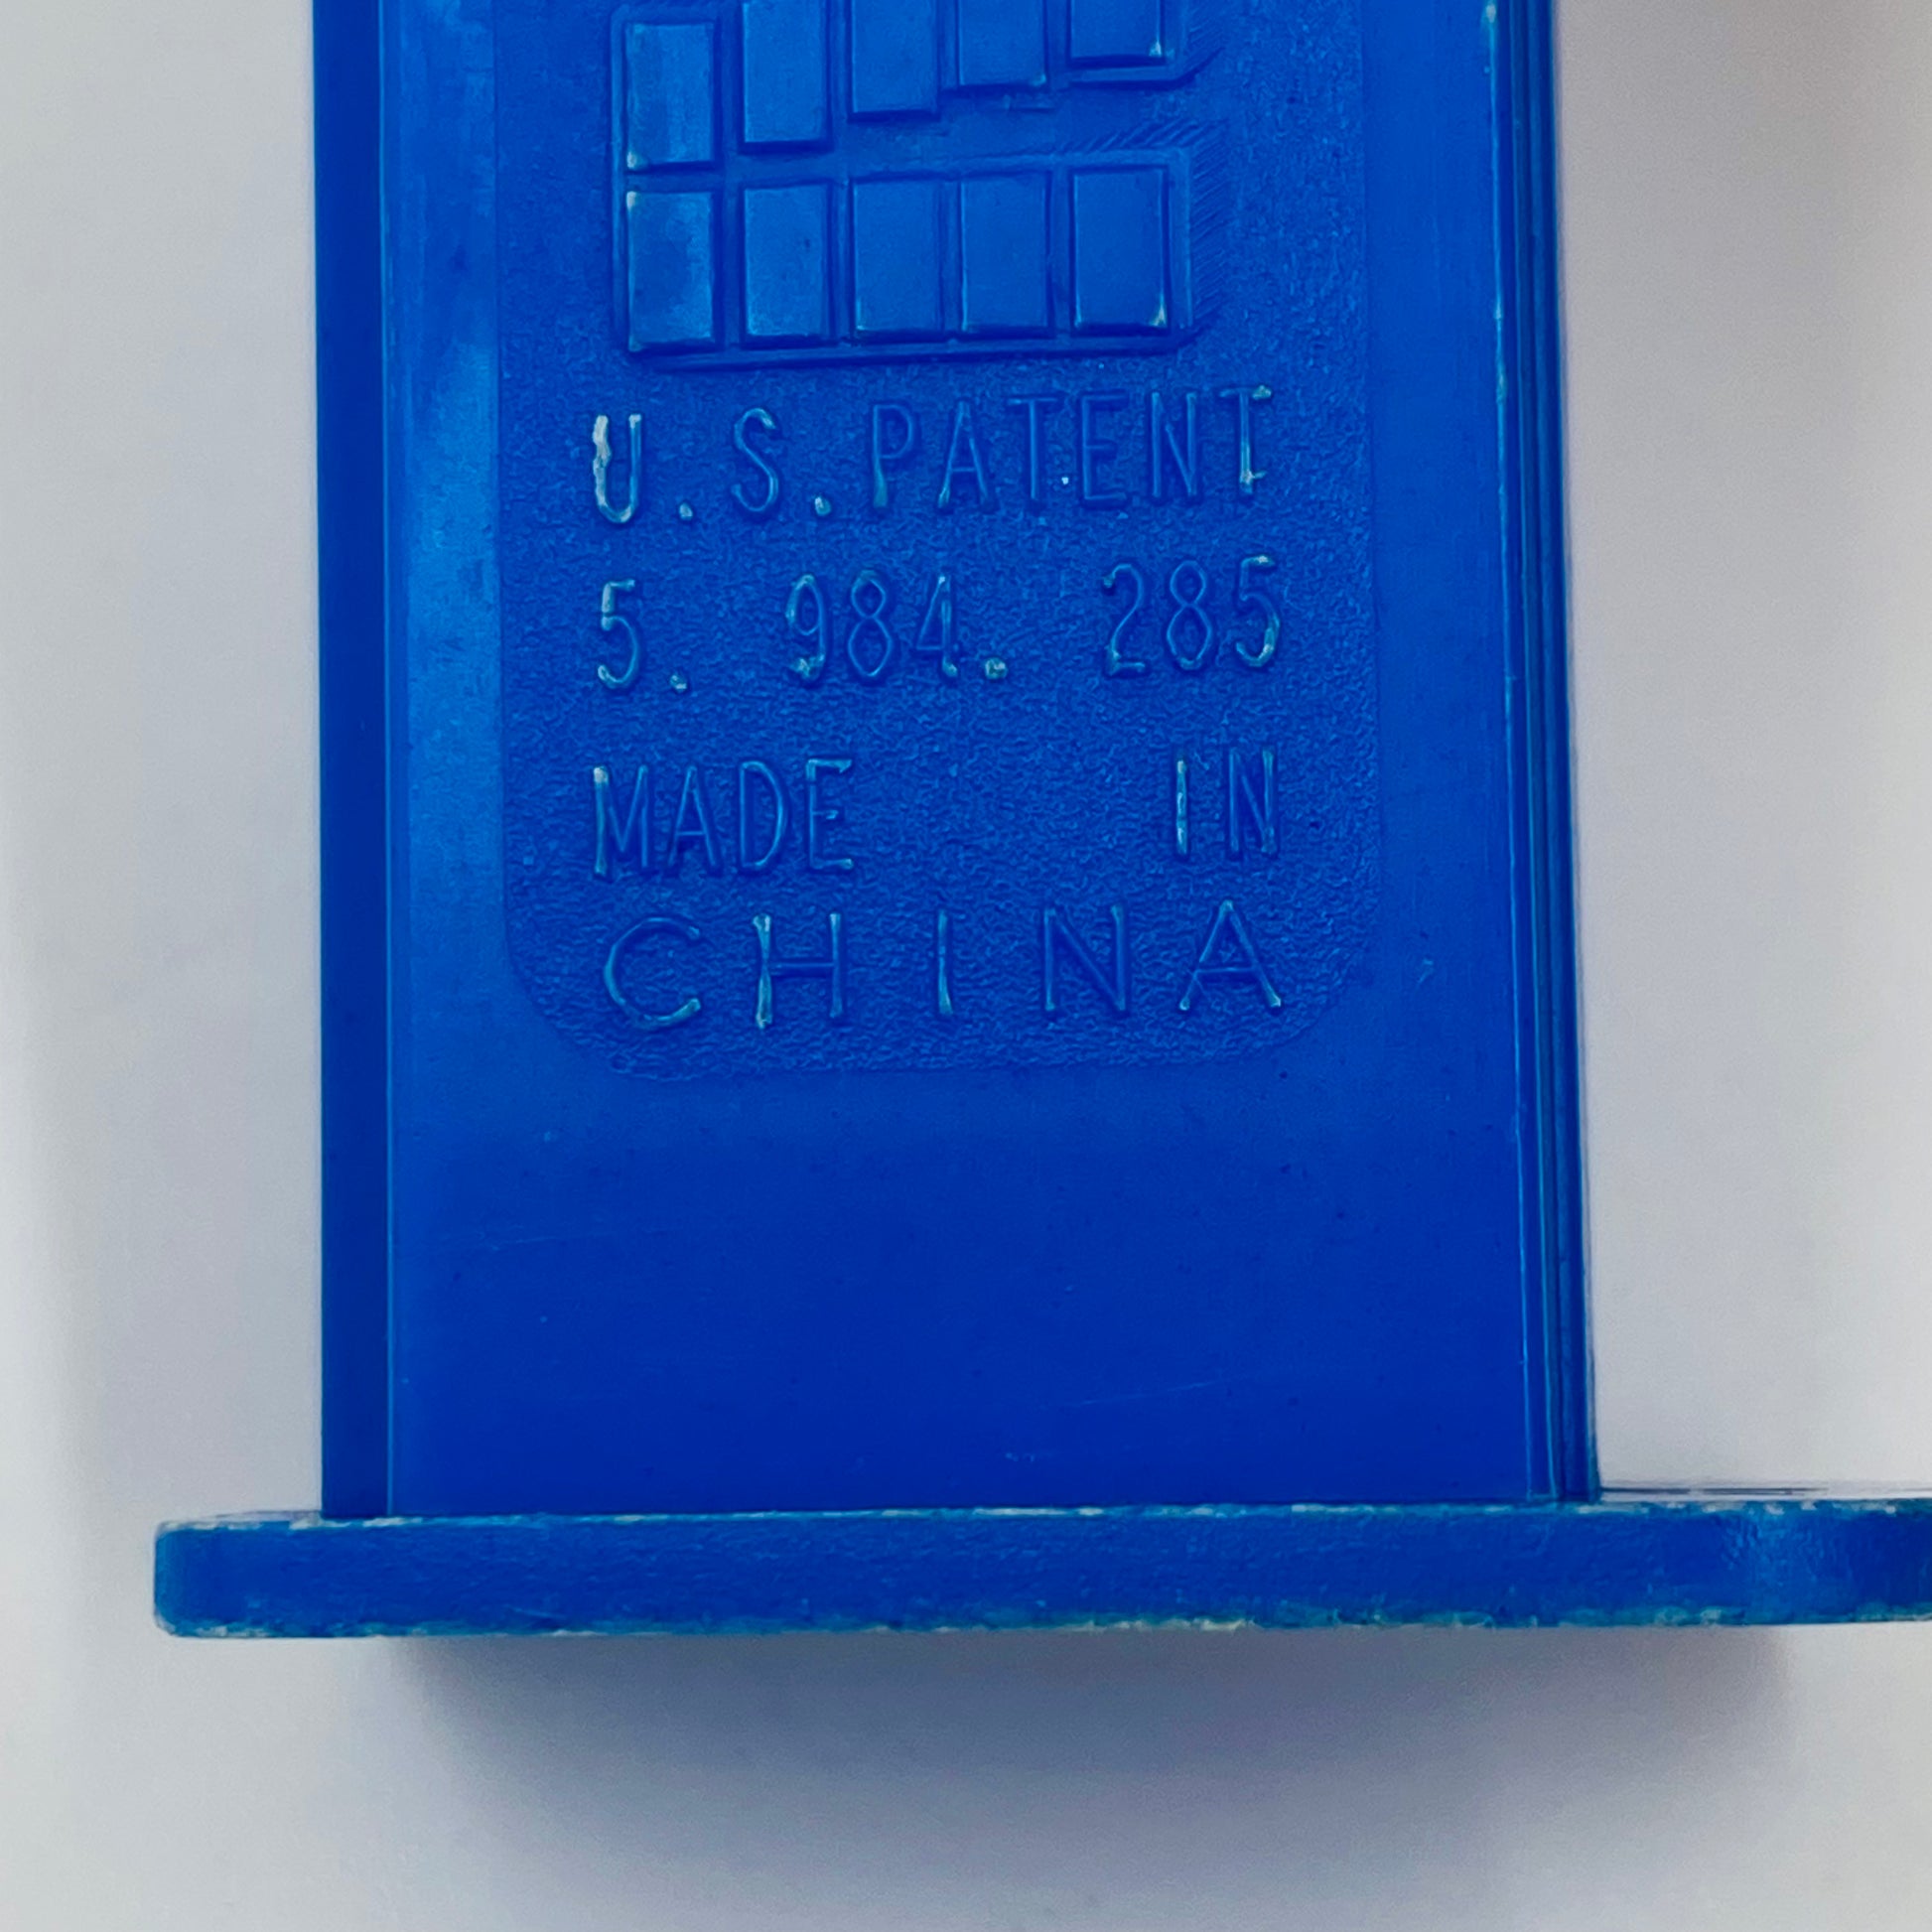 U.S.PATENT
5. 984. 285
MADE IN
CHINA